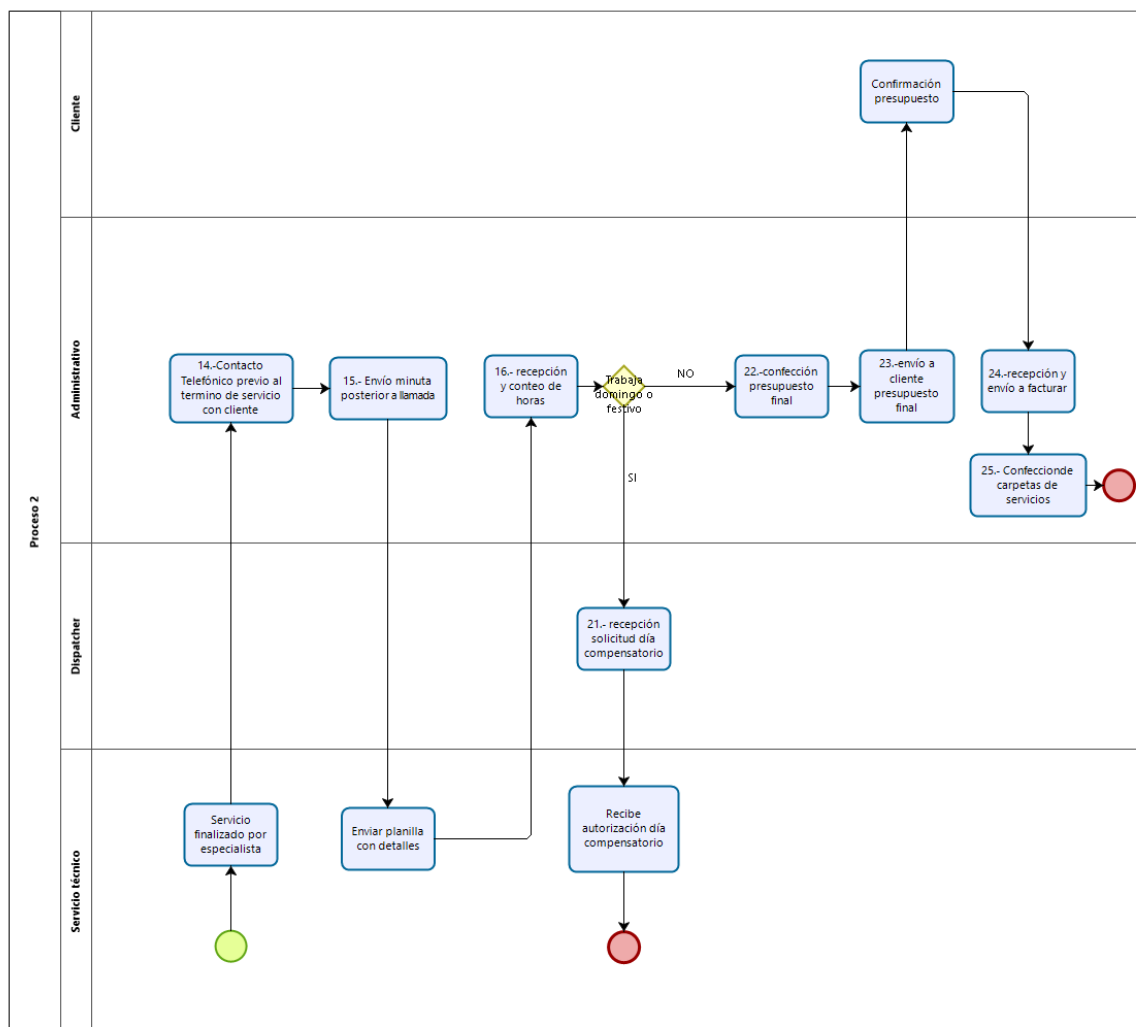 Proceso 2
Cliente
Confirmación
presupuesto
Administrativo
14.-Contacto
Telefónico previo al
termino de servicio
con cliente
15.- Envío minuta
posterior a llamada
16.- recepción
y conteo de
horas
Trabaja
domingo o
festivo
NO
SI
22.-confección
presupuesto
final
23.-envío a
cliente
presupuesto
final
24.-recepción y
envío a facturar
25.- Confeccionde
carpetas de
servicios
Dispatcher
21.- recepción
solicitud día
compensatorio
Servicio técnico
Servicio
finalizado por
especialista
Enviar planilla
con detalles
Recibe
autorización día
compensatorio